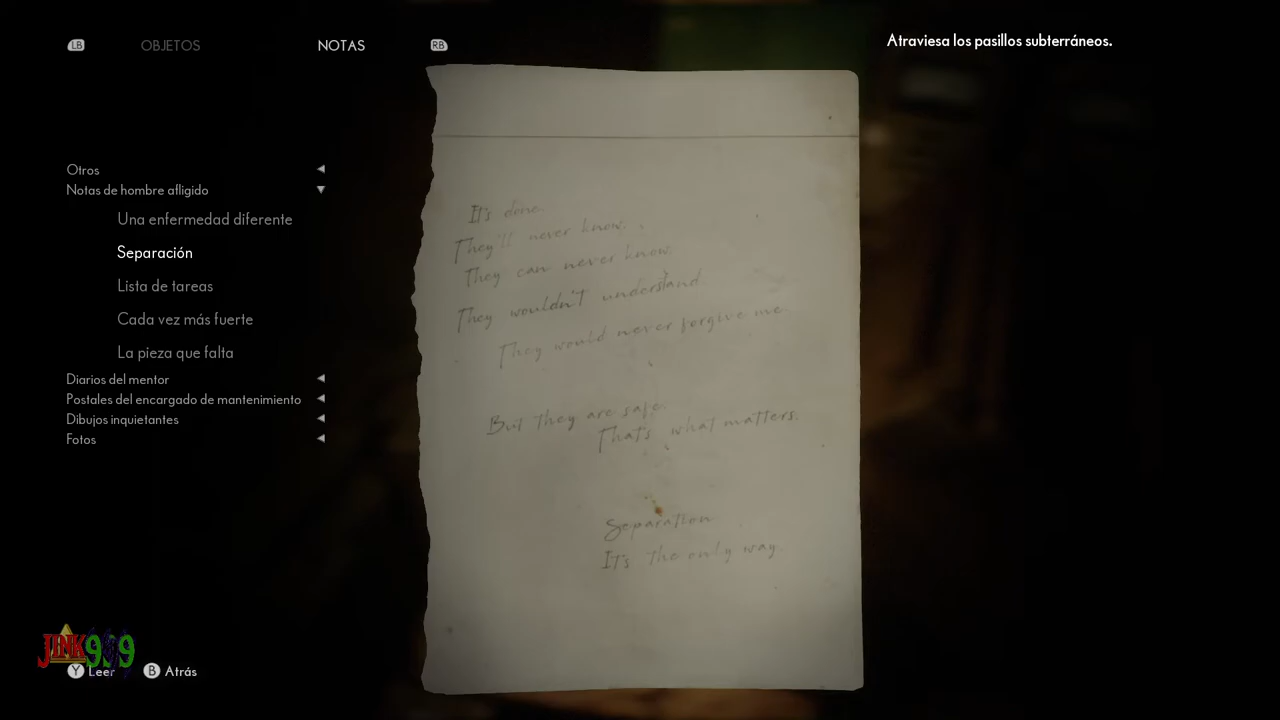 LB
OBJETOS
NOTAS
RB
Atraviesa los pasillos subterráneos.
Otros
Notas de hombre afligido
Una enfermedad diferente
Separación
Lista de tareas
Cada vez más fuerte
La pieza que falta
Diarios del mentor
Postales del encargado de mantenimiento
Dibujos inquietantes
Fotos
It's done.
They'll never know.
They can never know.
They wouldn't understand.
They would never forgive me.
But they are safe.
That's what matters.
Separation
It's the only way.
JINK999
Y Leer
B Atrás